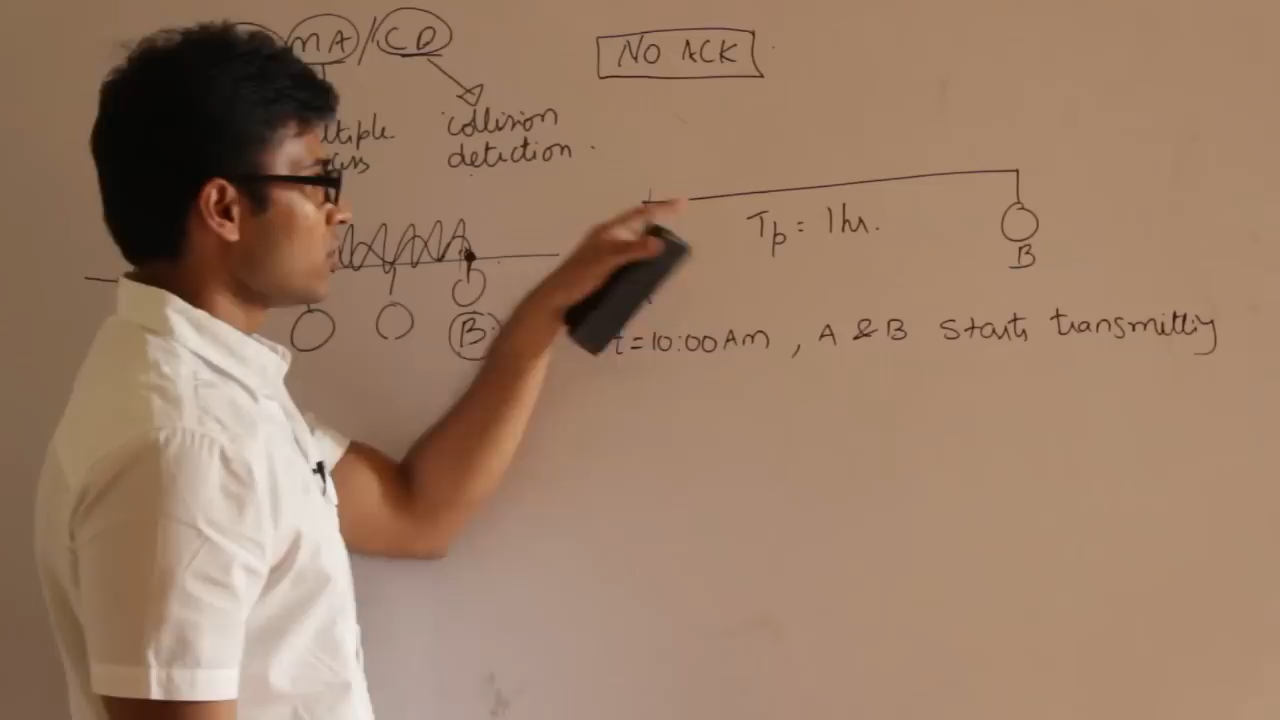 MA / CD
NO ACK
collision
detection .
Tp = 1hr.
B
B
t = 10:00 AM , A & B Starts transmitting